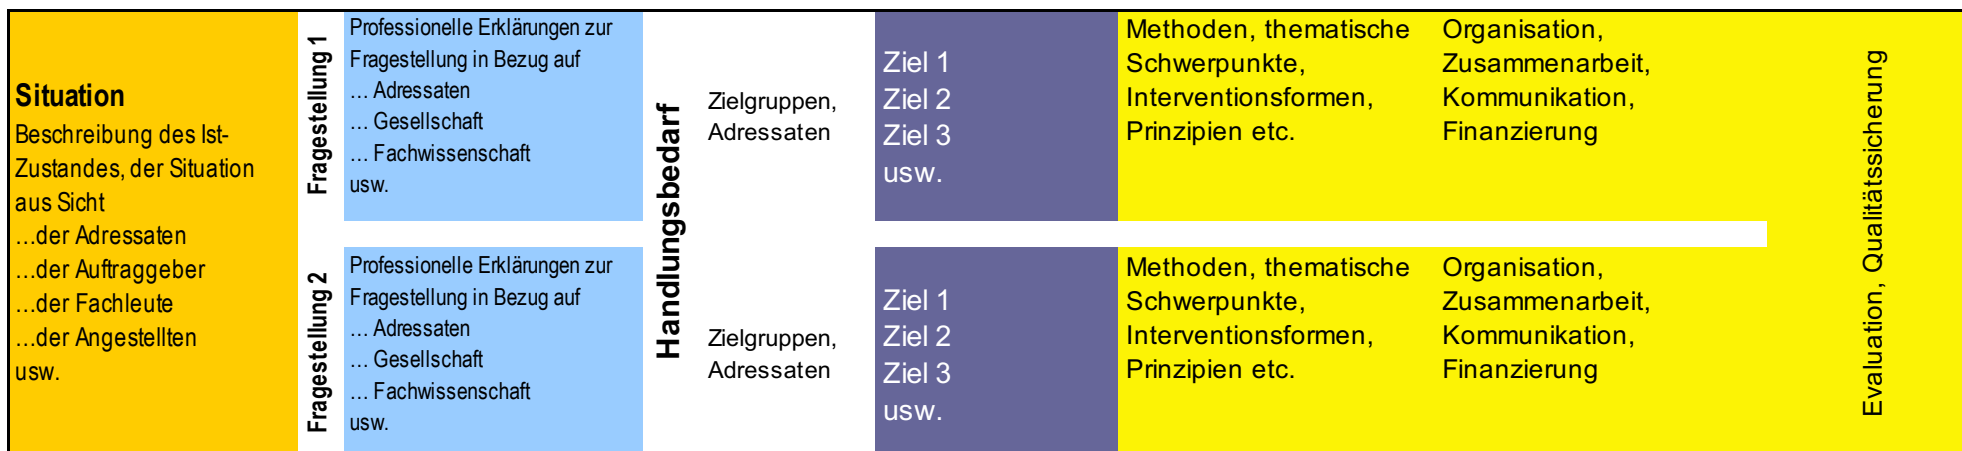 Situation
Beschreibung des Ist-
Zustandes, der Situation
aus Sicht
…der Adressaten
…der Auftraggeber
…der Fachleute
…der Angestellten
usw.
Fragestellung 1
Professionelle Erklärungen zur
Fragestellung in Bezug auf
… Adressaten
… Gesellschaft
… Fachwissenschaft
usw.
Fragestellung 2
Professionelle Erklärungen zur
Fragestellung in Bezug auf
… Adressaten
… Gesellschaft
… Fachwissenschaft
usw.
Handlungsbedarf
Zielgruppen,
Adressaten
Ziel 1
Ziel 2
Ziel 3
usw.
Methoden, thematische
Schwerpunkte,
Interventionsformen,
Prinzipien etc.
Organisation,
Zusammenarbeit,
Kommunikation,
Finanzierung
Zielgruppen,
Adressaten
Ziel 1
Ziel 2
Ziel 3
usw.
Methoden, thematische
Schwerpunkte,
Interventionsformen,
Prinzipien etc.
Organisation,
Zusammenarbeit,
Kommunikation,
Finanzierung
Evaluation, Qualitätssicherung